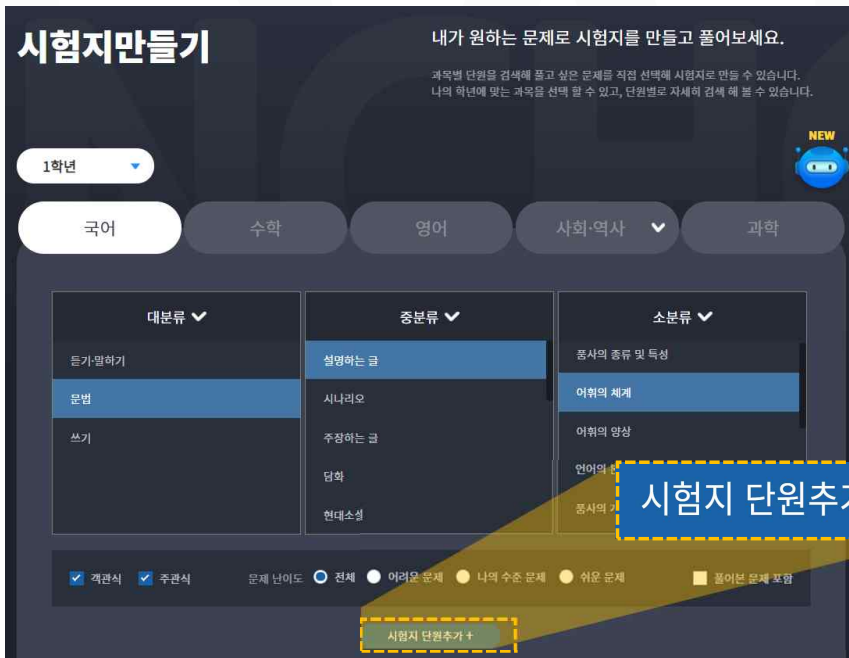 시험지만들기
내가 원하는 문제로 시험지를 만들고 풀어보세요.
과목별 단원을 검색해 풀고 싶은 문제를 직접 선택해 시험지로 만들 수 있습니다.
나의 학년에 맞는 과목을 선택 할 수 있고, 단원별로 자세히 검색 해 볼 수 있습니다.
NEW
1학년
국어 수학 영어 사회·역사 과학
대분류 중분류 소분류
듣기·말하기 설명하는 글 품사의 종류 및 특성
문법 시나리오 어휘의 체계
쓰기 주장하는 글 어휘의 양상
담화 언어의
현대소설 품사의
시험지 단원추가
객관식 주관식 문제 난이도 전체 어려운 문제 나의 수준 문제 쉬운 문제 풀어본 문제 포함
시험지 단원추가 +